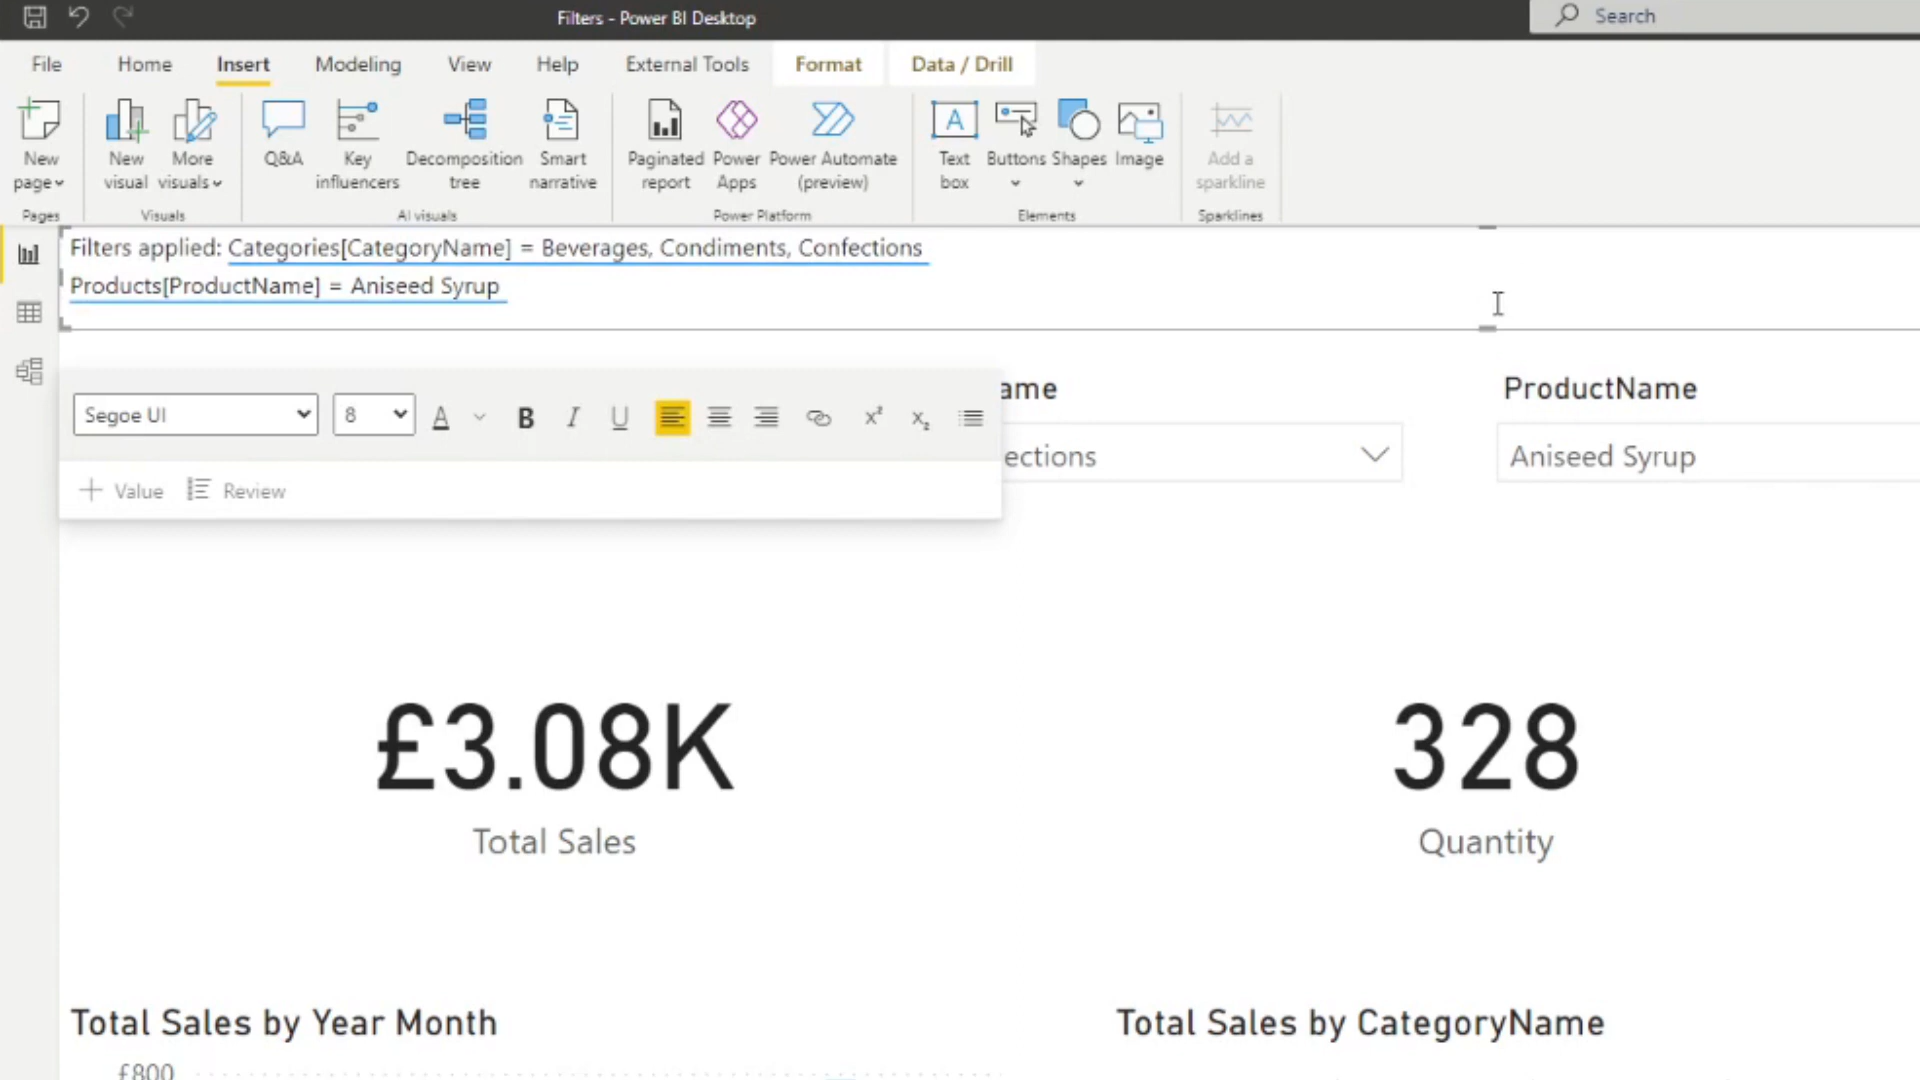 Filters - Power BI Desktop
Search
File Home Insert Modeling View Help External Tools Format Data / Drill
New page
New visual
More visuals
Q&A
Key influencers
Decomposition tree
Smart narrative
Paginated report
Power Apps
Power Automate (preview)
Text box
Buttons
Shapes
Image
Add a sparkline
Pages Visuals AI visuals Power Platform Elements Sparklines
Filters applied: Categories[CategoryName] = Beverages, Condiments, Confections
Products[ProductName] = Aniseed Syrup
ame
ProductName
Segoe UI 8 A B I U x² x₂
ections
Aniseed Syrup
Value Review
£3.08K
328
Total Sales
Quantity
Total Sales by Year Month
Total Sales by CategoryName
£800